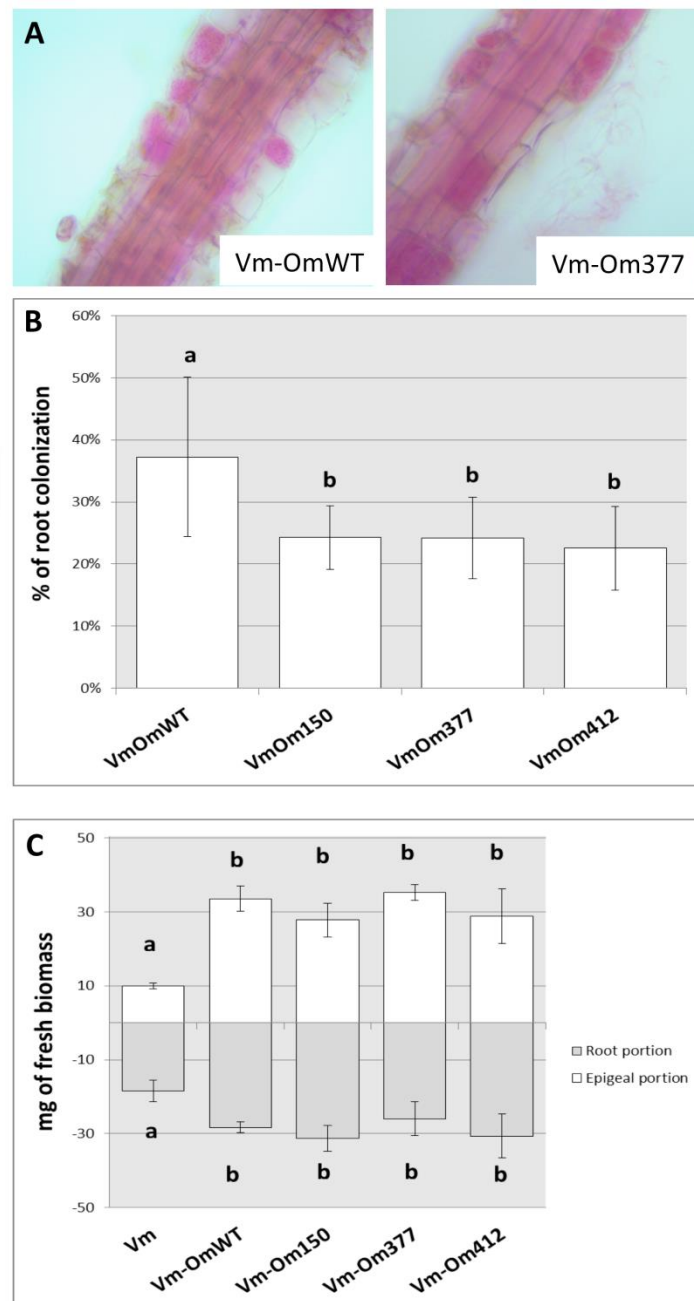 A
Vm-OmWT
Vm-Om377
B
% of root colonization
60%
50%
40%
30%
20%
10%
0%
a
b
b
b
VmOmWT
VmOm150
VmOm377
VmOm412
C
mg of fresh biomass
50
30
10
-10
-30
-50
a
b
b
b
b
a
b
b
b
b
Root portion
Epigeal portion
Vm
Vm-OmWT
Vm-Om150
Vm-Om377
Vm-Om412